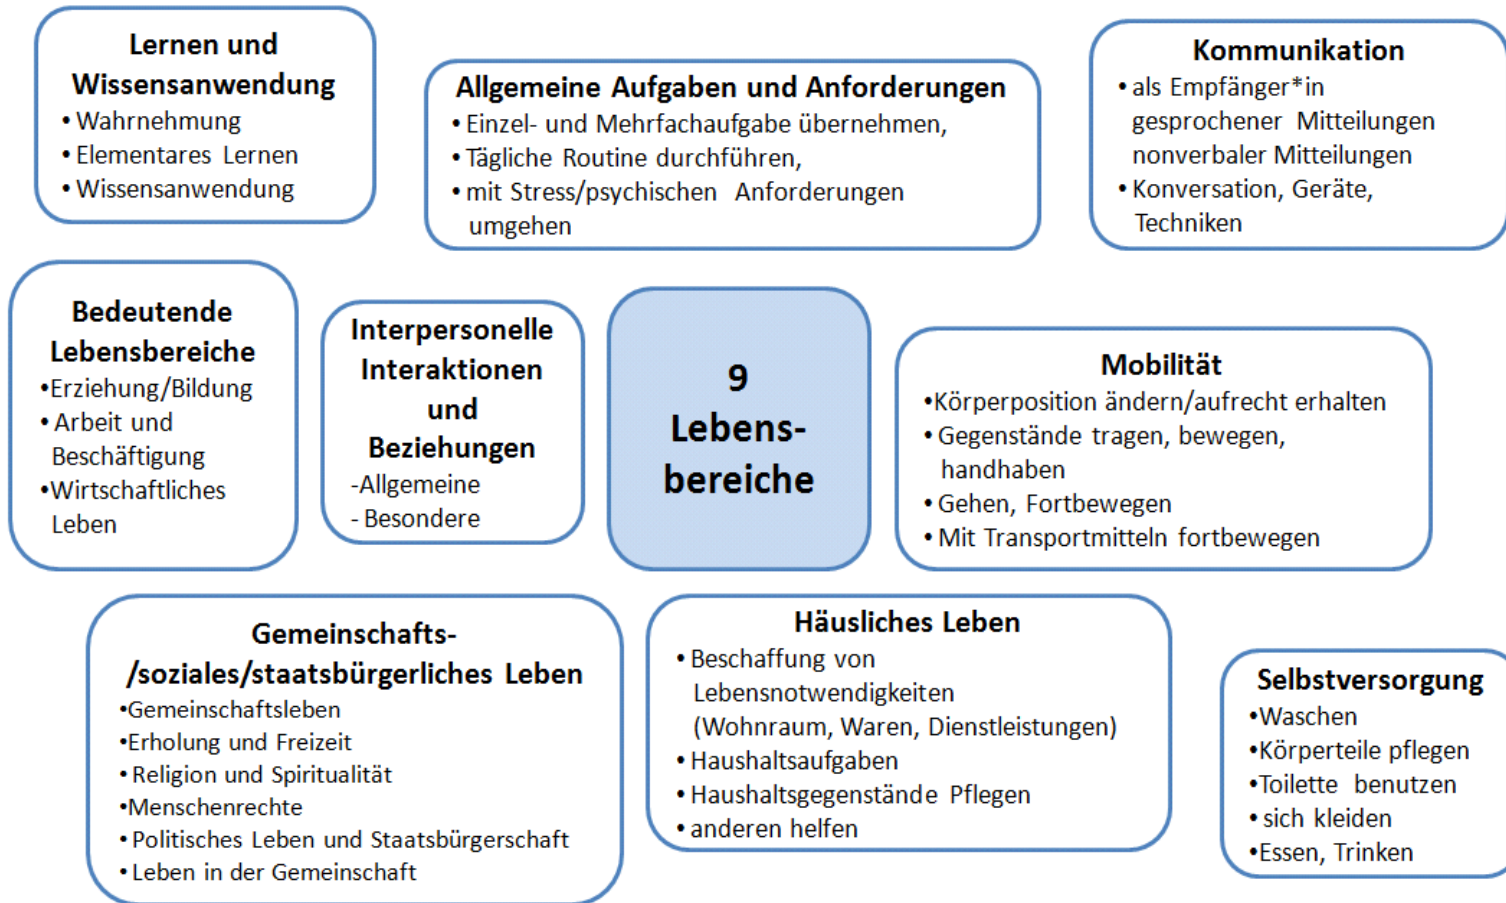 Lernen und
Wissensanwendung
• Wahrnehmung
• Elementares Lernen
• Wissensanwendung
Allgemeine Aufgaben und Anforderungen
• Einzel- und Mehrfachaufgabe übernehmen,
• Tägliche Routine durchführen,
• mit Stress/psychischen Anforderungen
umgehen
Kommunikation
• als Empfänger*in
gesprochener Mitteilungen
nonverbaler Mitteilungen
• Konversation, Geräte,
Techniken
Bedeutende
Lebensbereiche
•Erziehung/Bildung
• Arbeit und
Beschäftigung
•Wirtschaftliches
Leben
Interpersonelle
Interaktionen
und
Beziehungen
-Allgemeine
- Besondere
9
Lebens-
bereiche
Mobilität
•Körperposition ändern/aufrecht erhalten
• Gegenstände tragen, bewegen,
handhaben
• Gehen, Fortbewegen
• Mit Transportmitteln fortbewegen
Gemeinschafts-
/soziales/staatsbürgerliches Leben
•Gemeinschaftsleben
•Erholung und Freizeit
• Religion und Spiritualität
•Menschenrechte
• Politisches Leben und Staatsbürgerschaft
• Leben in der Gemeinschaft
Häusliches Leben
• Beschaffung von
Lebensnotwendigkeiten
(Wohnraum, Waren, Dienstleistungen)
• Haushaltsaufgaben
• Haushaltsgegenstände Pflegen
• anderen helfen
Selbstversorgung
•Waschen
•Körperteile pflegen
•Toilette benutzen
• sich kleiden
•Essen, Trinken